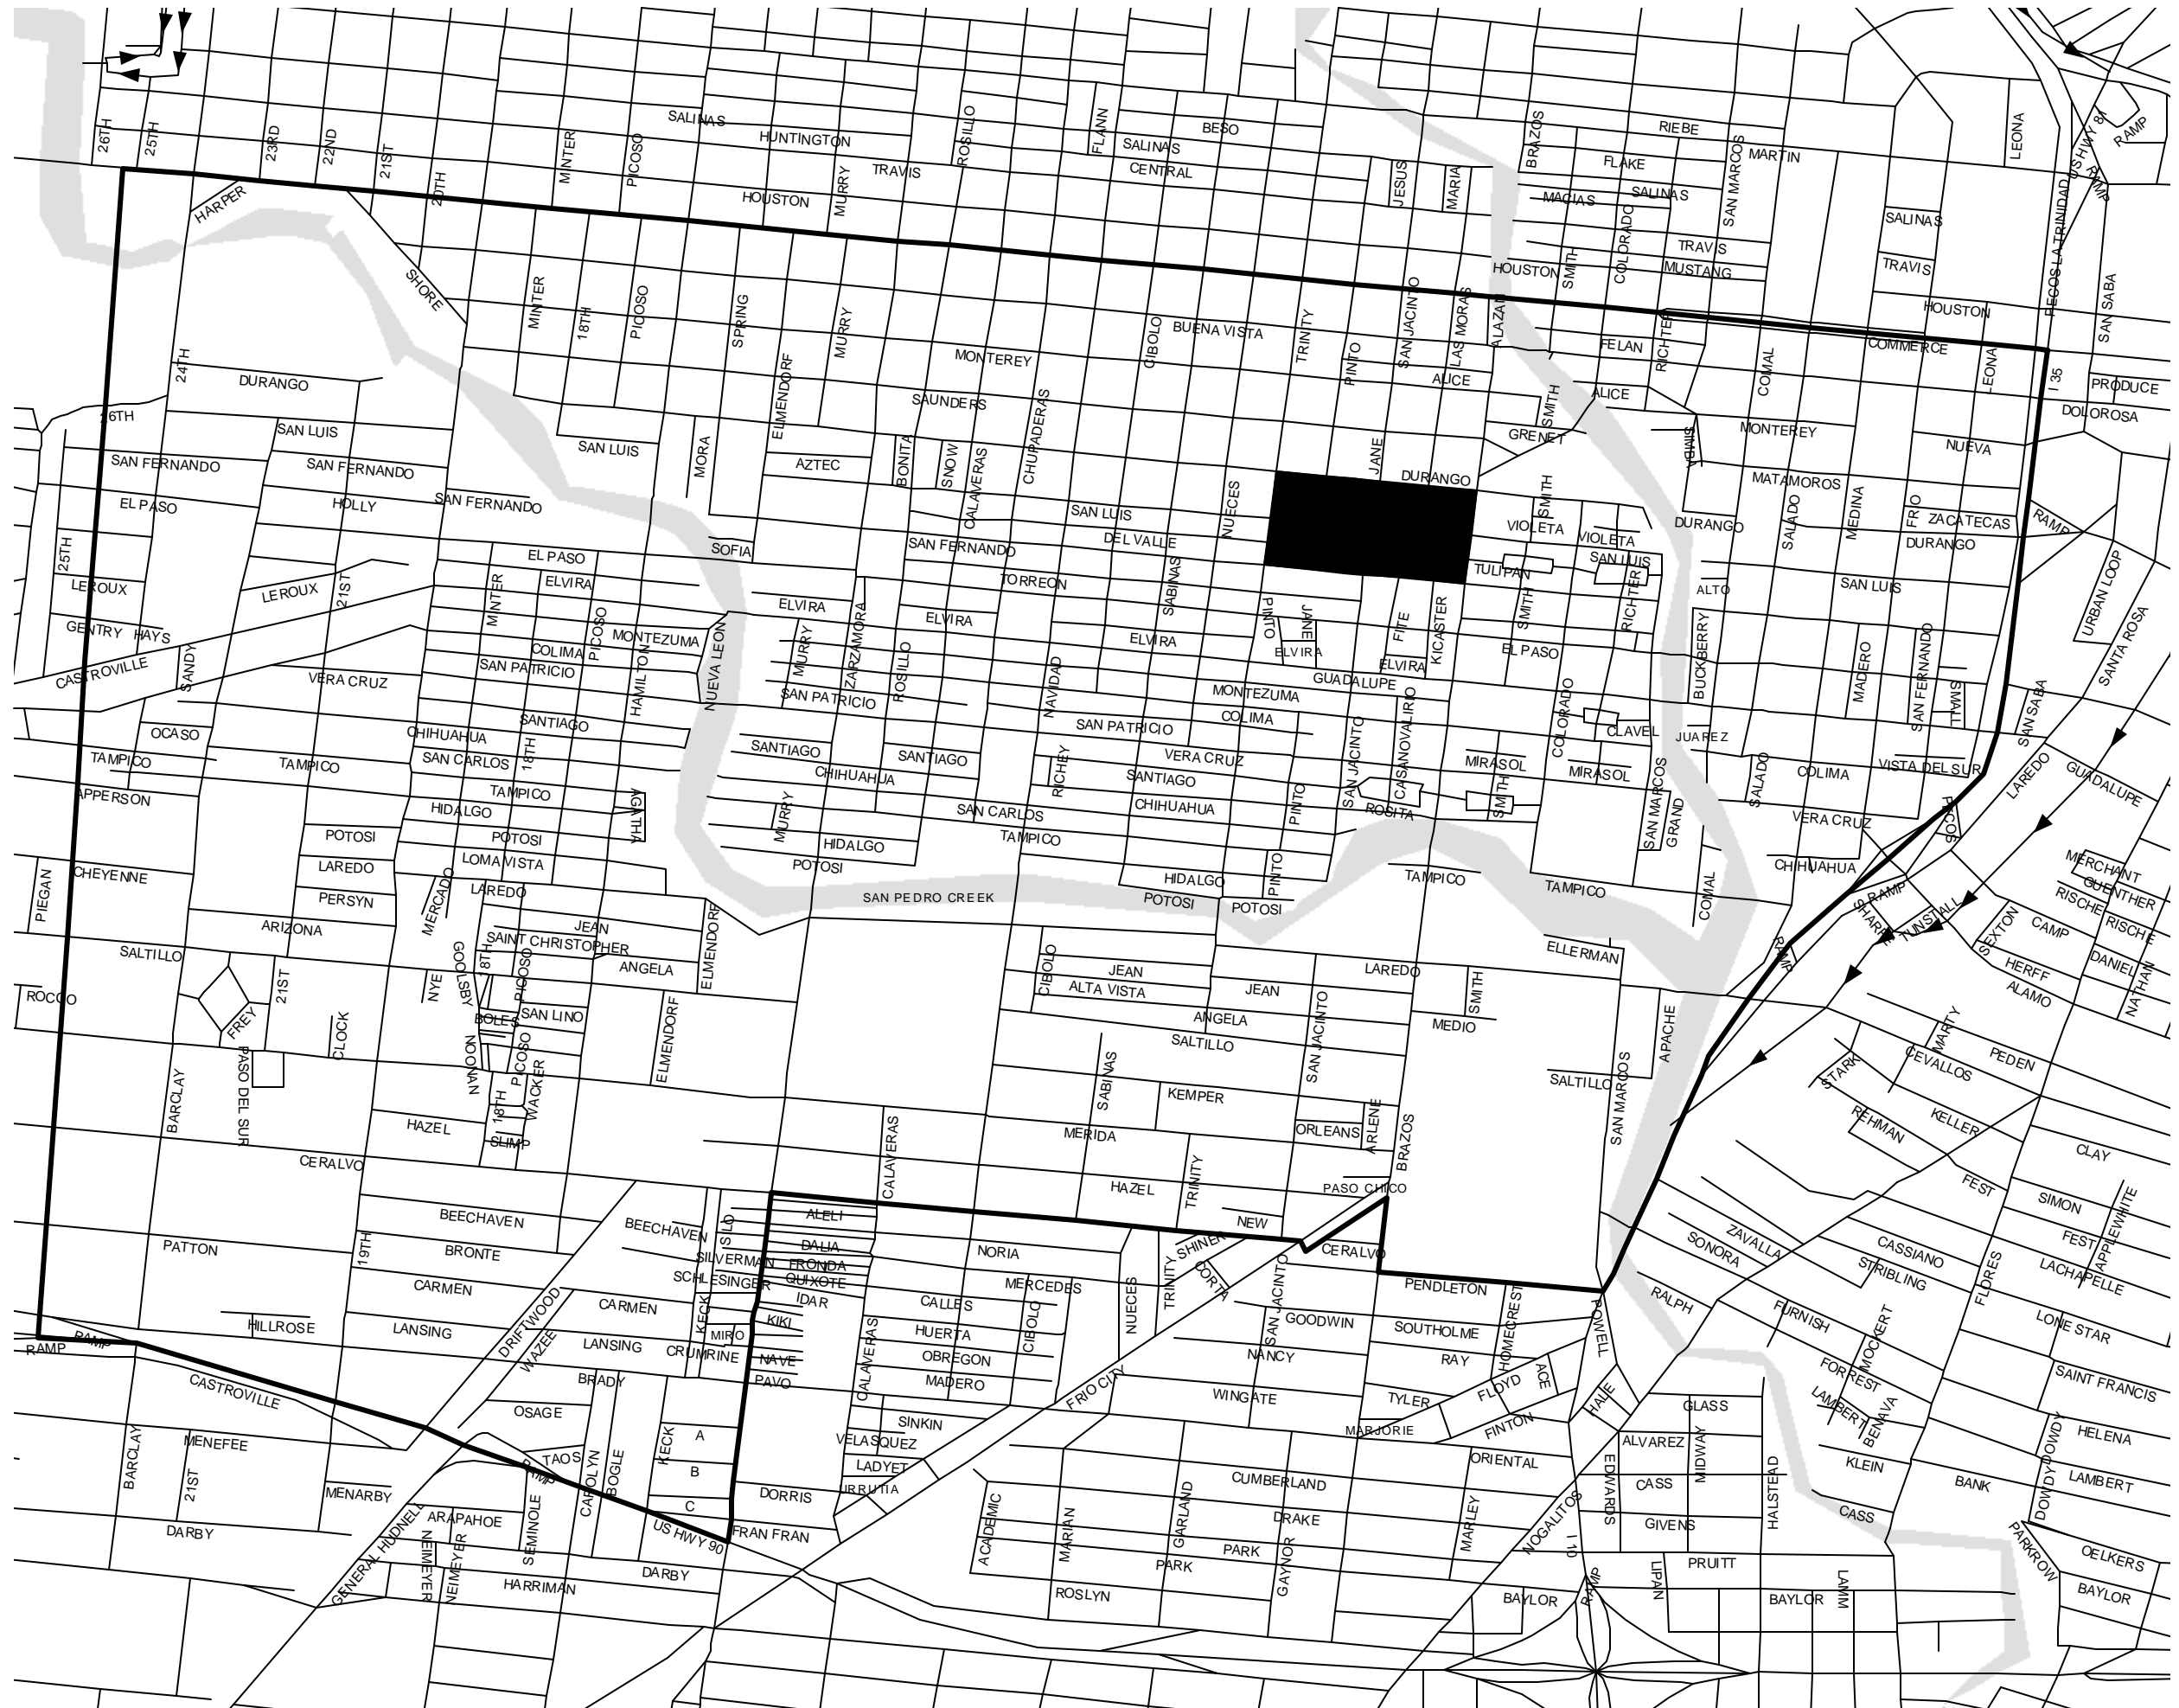 SALINAS
HUNTINGTON
TRAVIS
HOUSTON
26TH
25TH
23RD
22ND
21ST
20TH
MINTER
PICOSO
MURRY
ROSILLO
FLANN
BESO
SALINAS
CENTRAL
JESUS
MARIA
BRAZOS
RIEBE
FLAKE
MARTIN
SAN MARCOS
MACIAS
SALINAS
COLORADO
SMITH
TRAVIS
MUSTANG
HOUSTON
LEONA
SALINAS
TRAVIS
HOUSTON
PECOS LA TRINIDAD
US HWY 87
RAMP
RAMP
SAN SABA
HARPER
SHORE
MINTER
18TH
PICOSO
SPRING
ELMENDORF
MURRY
MONTEREY
BUENA VISTA
CIBOLO
TRINITY
PINTO
SAN JACINTO
LAS MORAS
ALAZAN
ALICE
FELAN
RICHTER
ALICE
COMAL
COMMERCE
LEONA
I 35
PRODUCE
DOLOROSA
24TH
DURANGO
26TH
SAN LUIS
SAN FERNANDO
SAN FERNANDO
EL PASO
HOLLY
SAN FERNANDO
SAN LUIS
MORA
AZTEC
SAUNDERS
BONITA
SNOW
CALAVERAS
CHUPADERAS
NUECES
JANE
DURANGO
GRENET
SMITH
SMITH
SIMBA
MONTEREY
NUEVA
MATAMOROS
SALADO
MEDINA
FRIO
ZACATECAS
DURANGO
DURANGO
RAMP
VIOLETA
VIOLETA
SAN LUIS
TULIPAN
SAN LUIS
ALTO
SAN LUIS
DEL VALLE
SAN FERNANDO
TORREON
SABINAS
SOFIA
EL PASO
ELVIRA
25TH
LEROUX
LEROUX
21ST
MINTER
PICOSO
GENTRY HAYS
CASTROVILLE
SANDY
VERA CRUZ
COLIMA
MONTEZUMA
SAN PATRICIO
HAMILTON
NUEVA LEON
ELVIRA
MURRY
ZARZAMORA
ROSILLO
ELVIRA
ELVIRA
NAVIDAD
SAN PATRICIO
PINTO
JANE
ELVIRA
FITE
ELVIRA
KICASTER
GUADALUPE
MONTEZUMA
COLIMA
SMITH
EL PASO
RICHTER
BUCKBERRY
MADERO
SAN FERNANDO
SMALL
URBAN LOOP
SANTA ROSA
SAN SABA
OCASO
TAMPICO
TAMPICO
APPERSON
CHIHUAHUA
SANTIAGO
SAN CARLOS
18TH
TAMPICO
HIDALGO
POTOSI
POTOSI
AGATHA
LAREDO
LOMA VISTA
PERSYN
SANTIAGO
SANTIAGO
CHIHUAHUA
SAN PATRICIO
VERA CRUZ
SANTIAGO
CHIHUAHUA
RICHEY
SAN CARLOS
TAMPICO
MURRY
HIDALGO
POTOSI
PINTO
SAN JACINTO
CASANOVA
LIRIO
ROSITA
COLORADO
CLAVEL
MIRASOL
MIRASOL
SMITH
JUAREZ
SAN MARCOS
GRAND
SALADO
COLIMA
VISTA DEL SUR
VERA CRUZ
CHIHUAHUA
PECOS
LAREDO
GUADALUPE
MERCHANT
GUENTHER
RISCHE
RISCHE
PIEGAN
CHEYENNE
ARIZONA
MERCADO
LAREDO
JEAN
SAINT CHRISTOPHER
ANGELA
ELMENDORF
SAN PEDRO CREEK
HIDALGO
PINTO
POTOSI
POTOSI
TAMPICO
TAMPICO
COMAL
RAMP
SHARP
TUNSTALL
SEXTON
CAMP
HERFF
ALAMO
DANIEL
NATHAN
SALTILLO
ROCCO
FREY
21ST
CLOCK
PASO DEL SUR
NYE
GOOLSBY
18TH
PICOSO
BOLES
SAN LINO
NOONAN
PICOSO
WACKER
18TH
SLIMP
ELMENDORF
CIBOLO
JEAN
ALTA VISTA
JEAN
ANGELA
SALTILLO
SAN JACINTO
LAREDO
SMITH
MEDIO
ELLERMAN
APACHE
SALTILLO
SAN MARCOS
RAMP
MARTY
PEDEN
CEVALLOS
STARK
REHMAN
KELLER
CLAY
BARCLAY
HAZEL
CERALVO
CALAVERAS
SABINAS
KEMPER
MERIDA
ORLEANS
ARLENE
BRAZOS
HAZEL
TRINITY
PASO CHICO
NEW
FEST
SIMON
FEST
APPLEWHITE
ZAVALLA
SONORA
CASSIANO
STRIBLING
FLORES
LACHAPELLE
LONE STAR
PATTON
19TH
BEECHAVEN
BRONTE
CARMEN
BEECHAVEN
SILO
SILVERMAN
SCHLESINGER
ALELI
DALIA
FRONDA
QUIXOTE
IDAR
KIKI
MIRO
NAVE
PAVO
KECK
CRUMRINE
NORIA
MERCEDES
CALLES
HUERTA
OBREGON
MADERO
CIBOLO
CALAVERAS
NUECES
TRINITY
SHINER
CORTA
SAN JACINTO
CERALVO
PENDLETON
GOODWIN
SOUTHOLME
HOMECREST
RAY
NANCY
POWELL
RALPH
FURNISH
MOCKERT
FORREST
LAMBERT
BENAVA
SAINT FRANCIS
HELENA
HILLROSE
LANSING
RAMP
RAMP
CASTROVILLE
DRIFTWOOD
WAZEE
CARMEN
LANSING
BRADY
OSAGE
TAOS
RAMP
CAROLYN
BOGLE
KECK
A
B
C
SINKIN
VELASQUEZ
LADYET
URRUTIA
DORRIS
FRAN FRAN
US HWY 90
FRIO CITY
WINGATE
TYLER
FLOYD
ACE
FINTON
HALIE
MARJORIE
ORIENTAL
GLASS
ALVAREZ
MIDWAY
CASS
EDWARDS
GIVENS
HALSTEAD
KLEIN
CASS
BANK
DOWDY
DOWDY
LAMBERT
OELKERS
BAYLOR
PARKROW
BARCLAY
MENEFEE
21ST
DARBY
MENARBY
GENERAL HUDNELL
ARAPAHOE
NEIMEYER
NEIMEYER
SEMINOLE
HARRIMAN
DARBY
ACADEMIC
MARIAN
CUMBERLAND
GARLAND
DRAKE
PARK
PARK
GAYNOR
ROSLYN
MARLEY
NOGALITOS
I 10
RAMP
BAYLOR
PRUITT
LIPAN
BAYLOR
LAMM